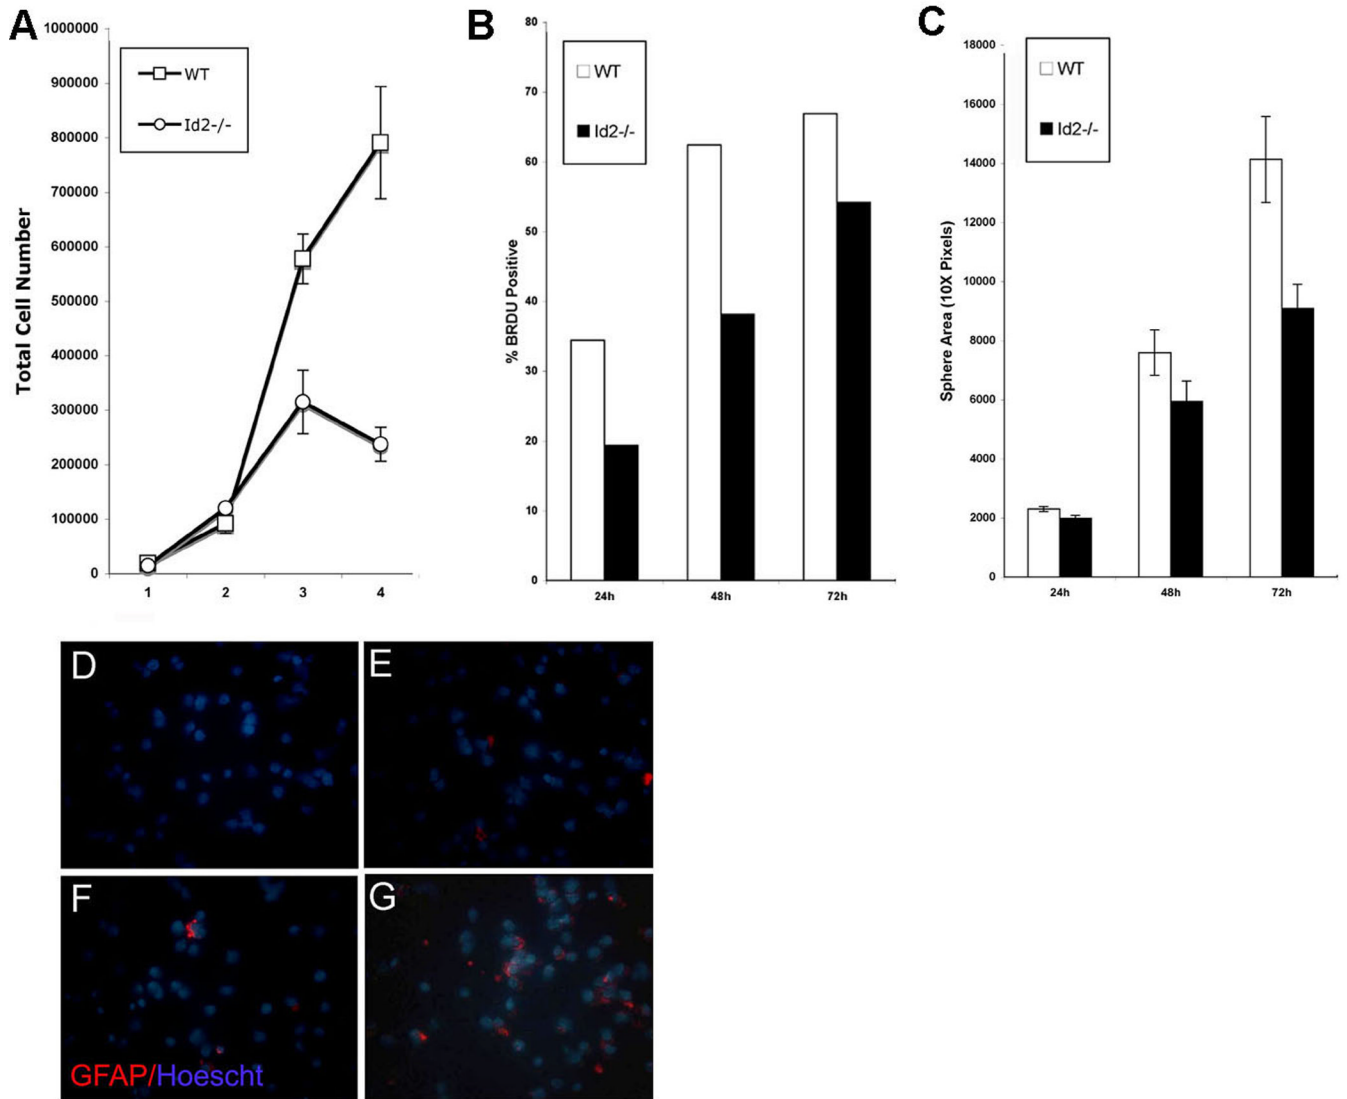 A
Total Cell Number
1000000
900000
800000
700000
600000
500000
400000
300000
200000
100000
0
WT
Id2-/-
1 2 3 4
B
% BRDU Positive
80
70
60
50
40
30
20
10
0
WT
Id2-/-
24h 48h 72h
C
Sphere Area (10X Pixels)
18000
16000
14000
12000
10000
8000
6000
4000
2000
0
WT
Id2-/-
24h 48h 72h
D
E
F
G
GFAP/Hoescht